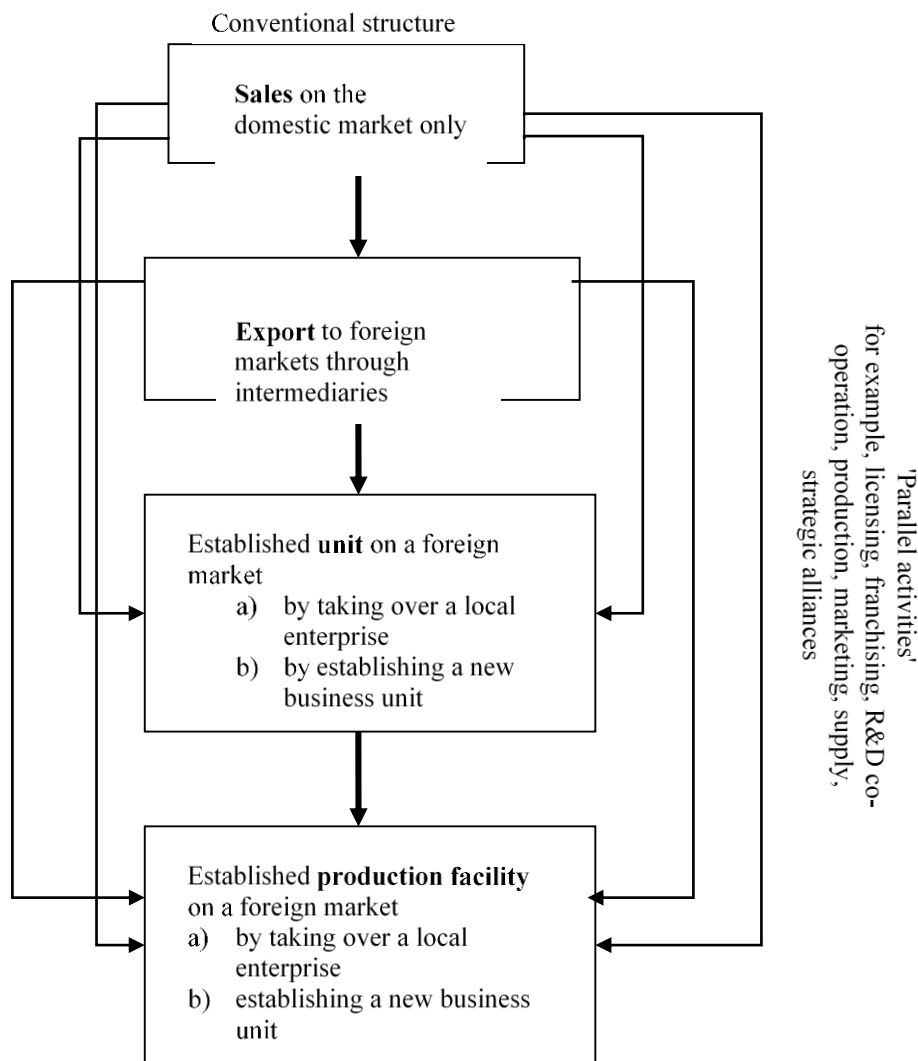 Conventional structure
Sales on the
domestic market only
Export to foreign
markets through
intermediaries
Established unit on a foreign
market
a) by taking over a local
enterprise
b) by establishing a new
business unit
Established production facility
on a foreign market
a) by taking over a local
enterprise
b) establishing a new business
unit
'Parallel activities'
for example, licensing, franchising, R&D co-
operation, production, marketing, supply,
strategic alliances